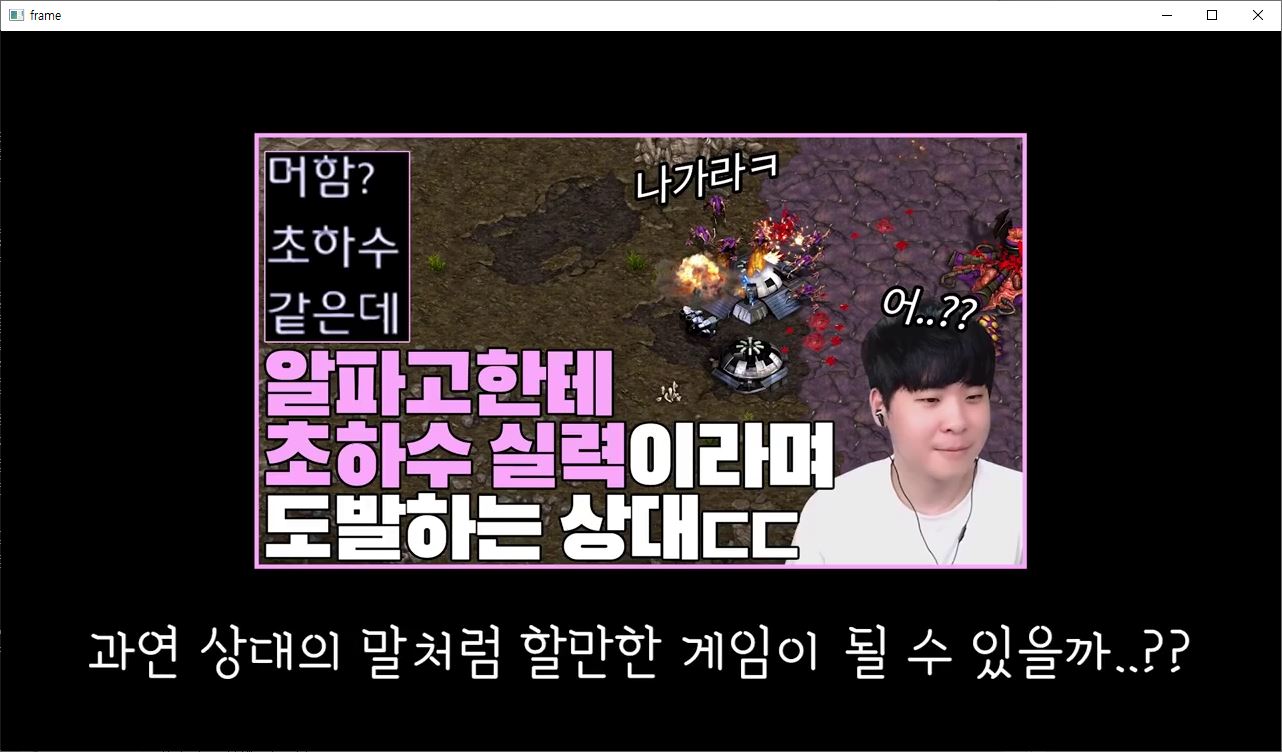 frame
머함?
초하수
같은데
나가라ㅋ
어..??
알파고한테
초하수 실력이라며
도발하는 상대ㄷㄷ
과연 상대의 말처럼 할만한 게임이 될 수 있을까..??